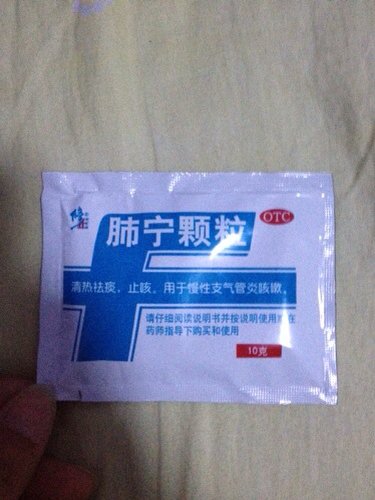 修正
肺宁颗粒
OTC
清热祛痰，止咳。用于慢性支气管炎咳嗽。
请仔细阅读说明书并按说明使用或在
药师指导下购买和使用
10克